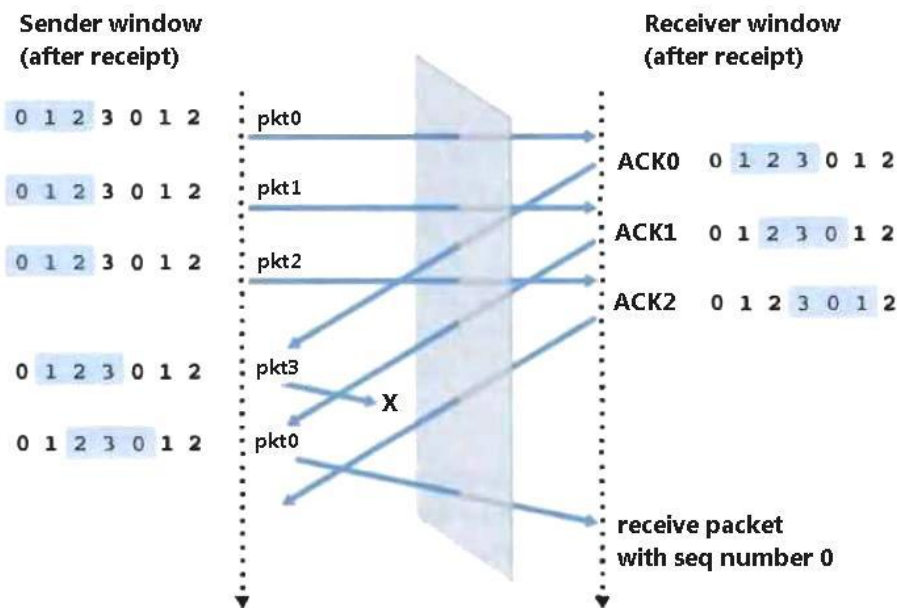 Sender window
(after receipt)
Receiver window
(after receipt)
0 1 2 3 0 1 2
pkt0
ACK0 0 1 2 3 0 1 2
0 1 2 3 0 1 2
pkt1
ACK1 0 1 2 3 0 1 2
0 1 2 3 0 1 2
pkt2
ACK2 0 1 2 3 0 1 2
0 1 2 3 0 1 2
pkt3
X
0 1 2 3 0 1 2
pkt0
receive packet
with seq number 0